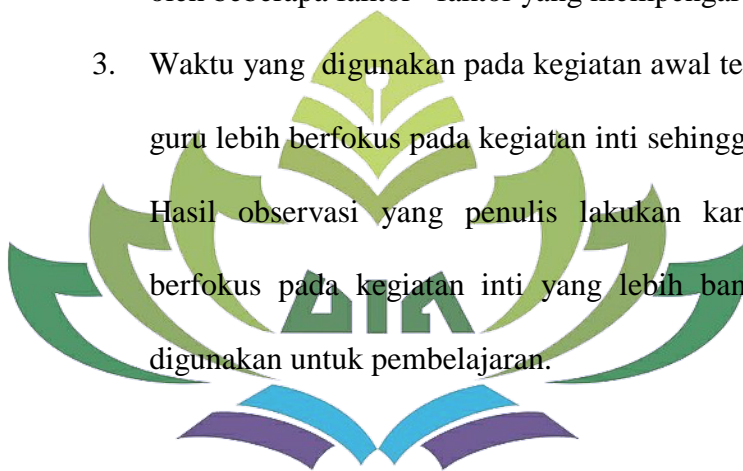 3. Waktu yang digunakan pada kegiatan awal te
guru lebih berfokus pada kegiatan inti sehingg
Hasil observasi yang penulis lakukan kar
berfokus pada kegiatan inti yang lebih ban
digunakan untuk pembelajaran.